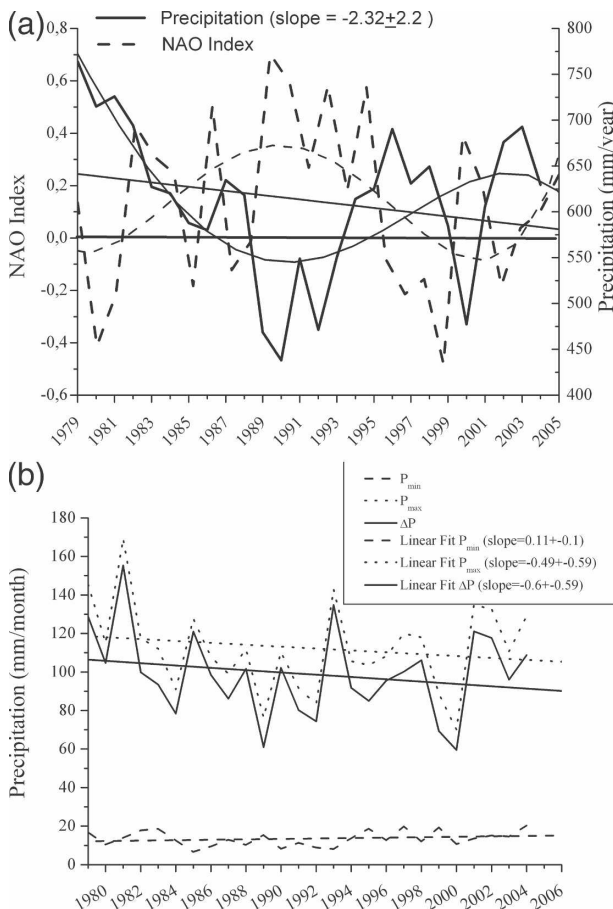 (a)
Precipitation (slope = -2.32±2.2)
NAO Index
0,8
0,6
0,4
0,2
0,0
-0,2
-0,4
-0,6
NAO Index
800
750
700
650
600
550
500
450
400
Precipitation (mm/year)
1979 1981 1983 1985 1987 1989 1991 1993 1995 1997 1999 2001 2003 2005
(b)
P min
P max
ΔP
Linear Fit P min (slope=0.11+-0.1)
Linear Fit P max (slope=-0.49+-0.59)
Linear Fit ΔP (slope=-0.6+-0.59)
180
160
140
120
100
80
60
40
20
0
Precipitation (mm/month)
1980 1982 1984 1986 1988 1990 1992 1994 1996 1998 2000 2002 2004 2006